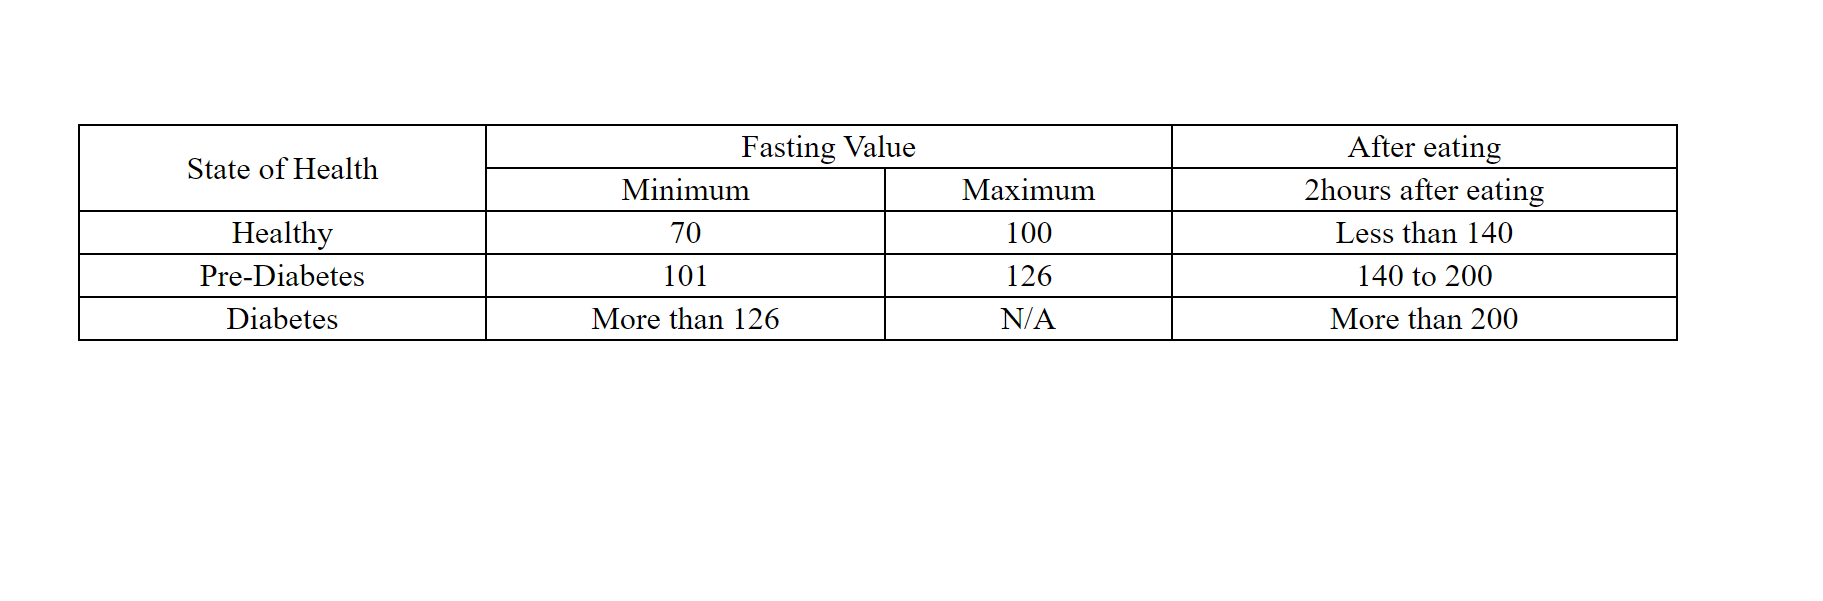 State of Health Fasting Value After eating
Minimum Maximum 2hours after eating
Healthy 70 100 Less than 140
Pre-Diabetes 101 126 140 to 200
Diabetes More than 126 N/A More than 200